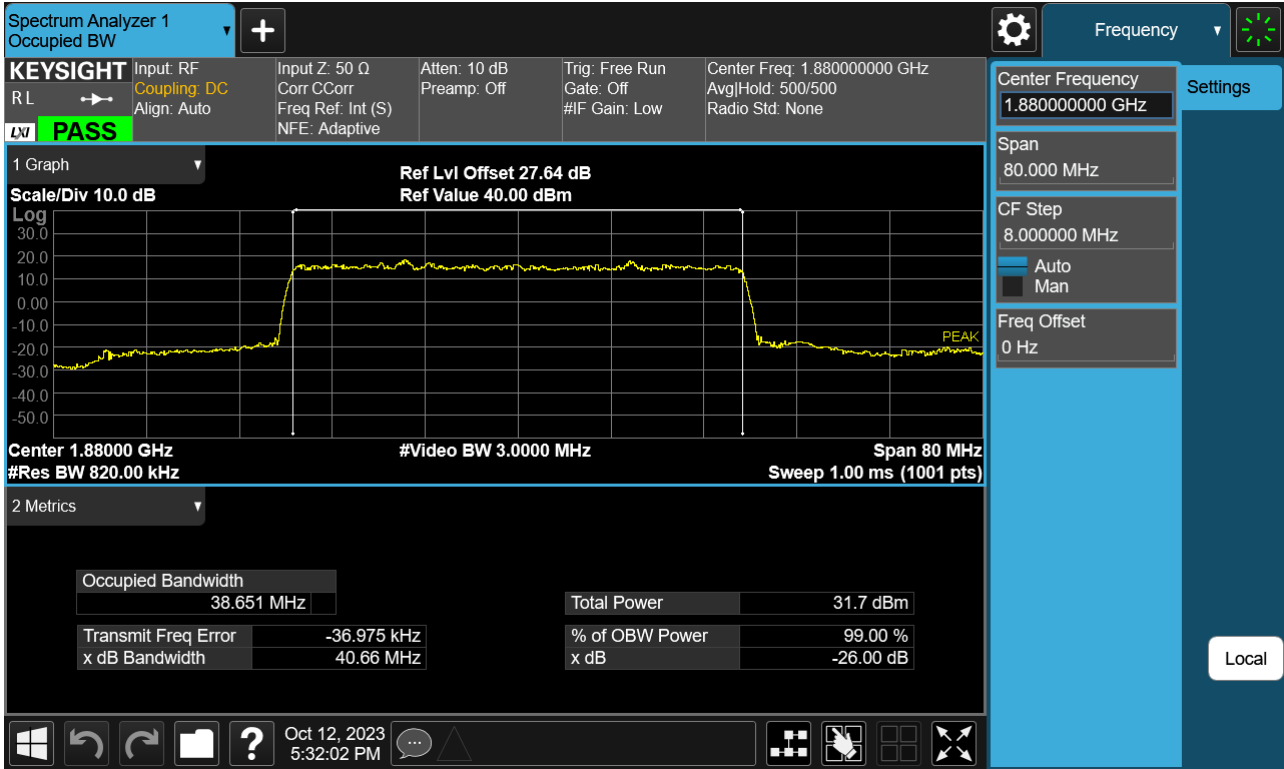 Spectrum Analyzer 1
Occupied BW
Frequency
KEYSIGHT
R L
LXI
PASS
Input: RF
Coupling: DC
Align: Auto
Input Z: 50 Ω
Corr CCorr
Freq Ref: Int (S)
NFE: Adaptive
Atten: 10 dB
Preamp: Off
Trig: Free Run
Gate: Off
#IF Gain: Low
Center Freq: 1.880000000 GHz
Avg|Hold: 500/500
Radio Std: None
Center Frequency
1.880000000 GHz
Settings
Span
80.000 MHz
CF Step
8.000000 MHz
Auto
Man
Freq Offset
0 Hz
Local
1 Graph
Ref Lvl Offset 27.64 dB
Scale/Div 10.0 dB
Ref Value 40.00 dBm
Log
30.0
20.0
10.0
0.00
-10.0
-20.0
-30.0
-40.0
-50.0
PEAK
Center 1.88000 GHz
#Video BW 3.0000 MHz
Span 80 MHz
#Res BW 820.00 kHz
Sweep 1.00 ms (1001 pts)
2 Metrics
Occupied Bandwidth
38.651 MHz
Total Power 31.7 dBm
Transmit Freq Error -36.975 kHz
% of OBW Power 99.00 %
x dB Bandwidth 40.66 MHz
x dB -26.00 dB
?
Oct 12, 2023
5:32:02 PM